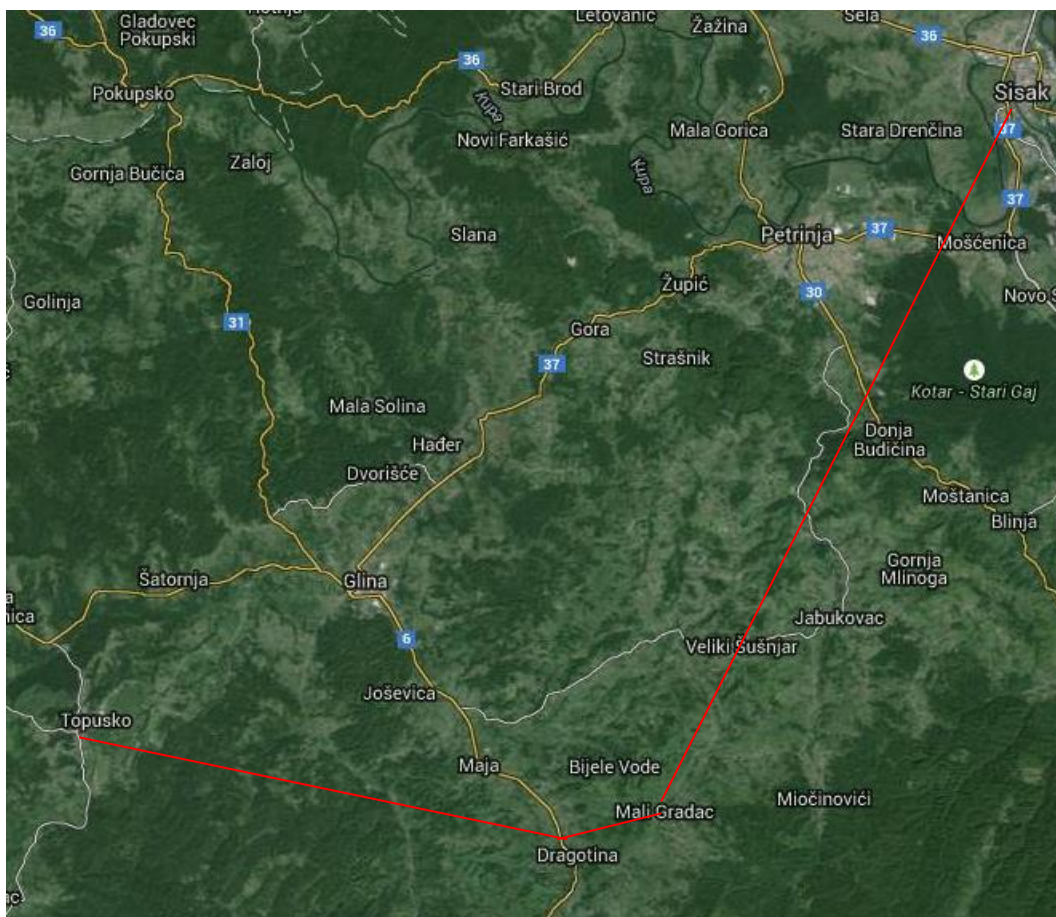 Letovanić
Gladovec
Pokupski
36
Žažina
Sela
36
36
Pokupsko
Stari Brod
Sisak
Kupa
37
Novi Farkašić
Mala Gorica
Stara Drenčina
Zaloj
Gornja Bučica
Kupa
37
Slana
Petrinja
37
Mošćenica
Župić
30
Novo S
Golinja
31
Gora
Strašnik
37
Kotar - Stari Gaj
Mala Solina
Hađer
Donja
Budičina
Dvorišće
Moštanica
Blinja
Šatornja
Glina
Gornja
Mlinoga
nica
Jabukovac
6
Veliki Šušnjar
Joševica
Topusko
Maja
Bijele Vode
Mali Gradac
Miočinovići
Dragotina